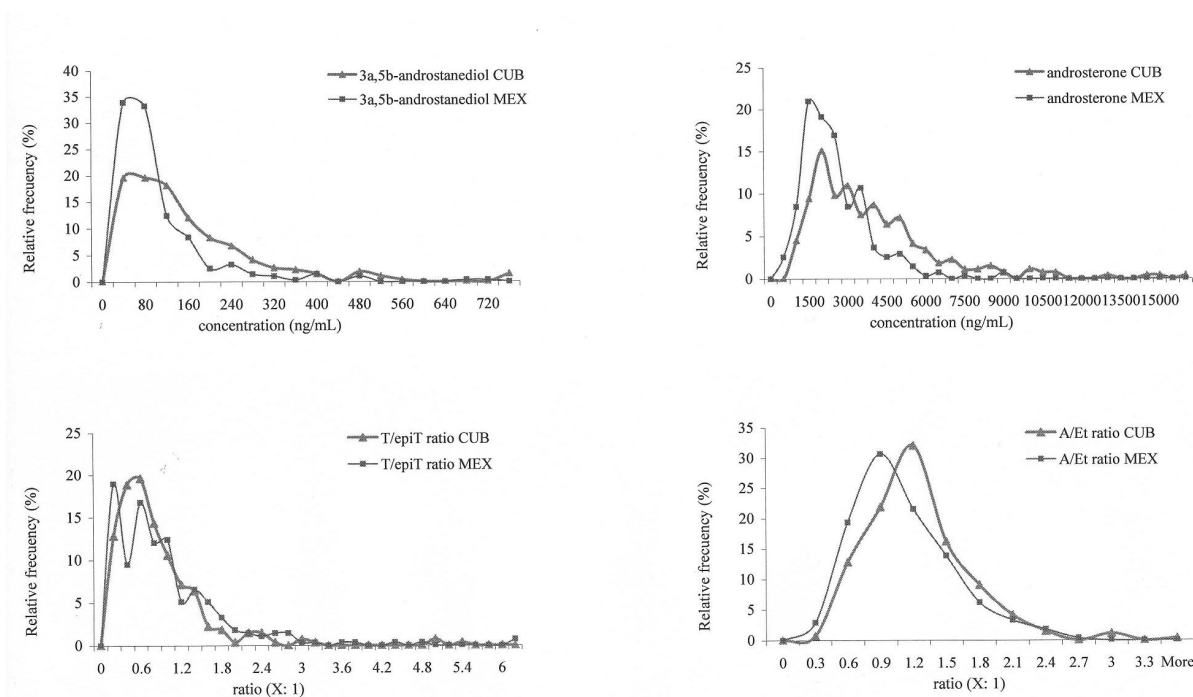 3a,5b-androstanediol CUB
3a,5b-androstanediol MEX
Relative frecuency (%)
40
35
30
25
20
15
10
5
0
0 80 160 240 320 400 480 560 640 720
concentration (ng/mL)
androsterone CUB
androsterone MEX
Relative frecuency (%)
25
20
15
10
5
0
0 1500 3000 4500 6000 7500 9000 10500 12000 13500 15000
concentration (ng/mL)
T/epiT ratio CUB
T/epiT ratio MEX
Relative frecuency (%)
25
20
15
10
5
0
0 0.6 1.2 1.8 2.4 3 3.6 4.2 4.8 5.4 6
ratio (X: 1)
A/Et ratio CUB
A/Et ratio MEX
Relative frecuency (%)
35
30
25
20
15
10
5
0
0 0.3 0.6 0.9 1.2 1.5 1.8 2.1 2.4 2.7 3 3.3 More
ratio (X: 1)